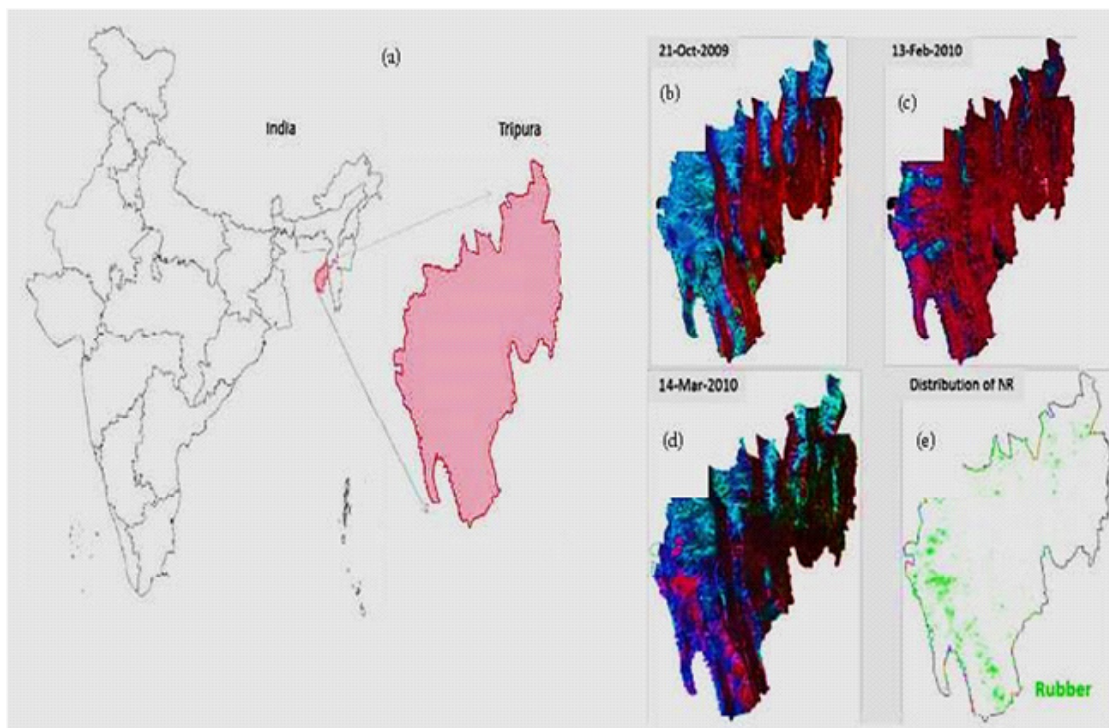 (a)
India
Tripura
21-Oct-2009
(b)
13-Feb-2010
(c)
14-Mar-2010
(d)
Distribution of NR
(e)
Rubber